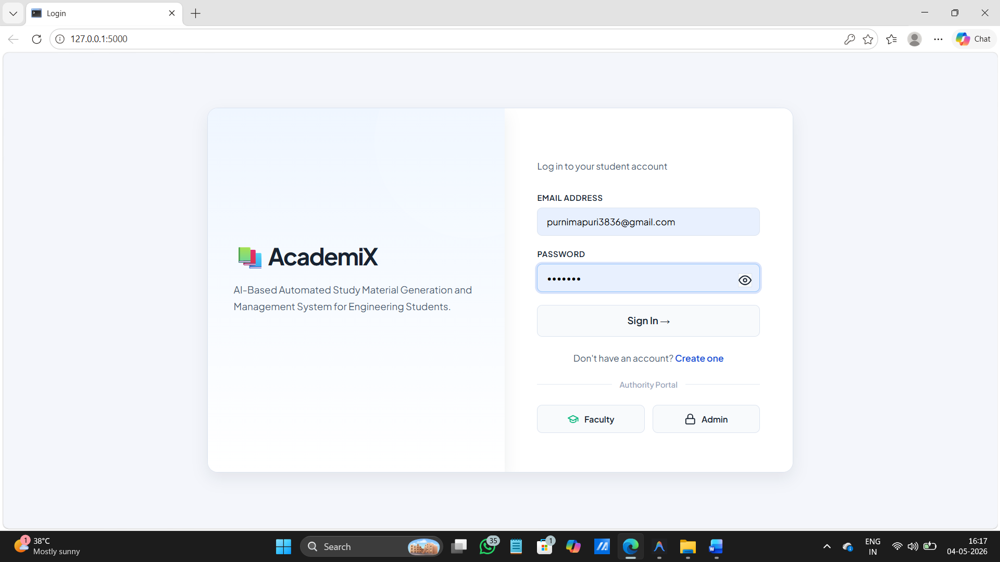 Login
127.0.0.1:5000
Chat
AcademiX
AI-Based Automated Study Material Generation and
Management System for Engineering Students.
Log in to your student account
EMAIL ADDRESS
purnimapuri3836@gmail.com
PASSWORD
•••••••
Sign In →
Don't have an account? Create one
Authority Portal
Faculty
Admin
1
38°C
Mostly sunny
Search
35
1
W
ENG
IN
16:17
04-05-2026